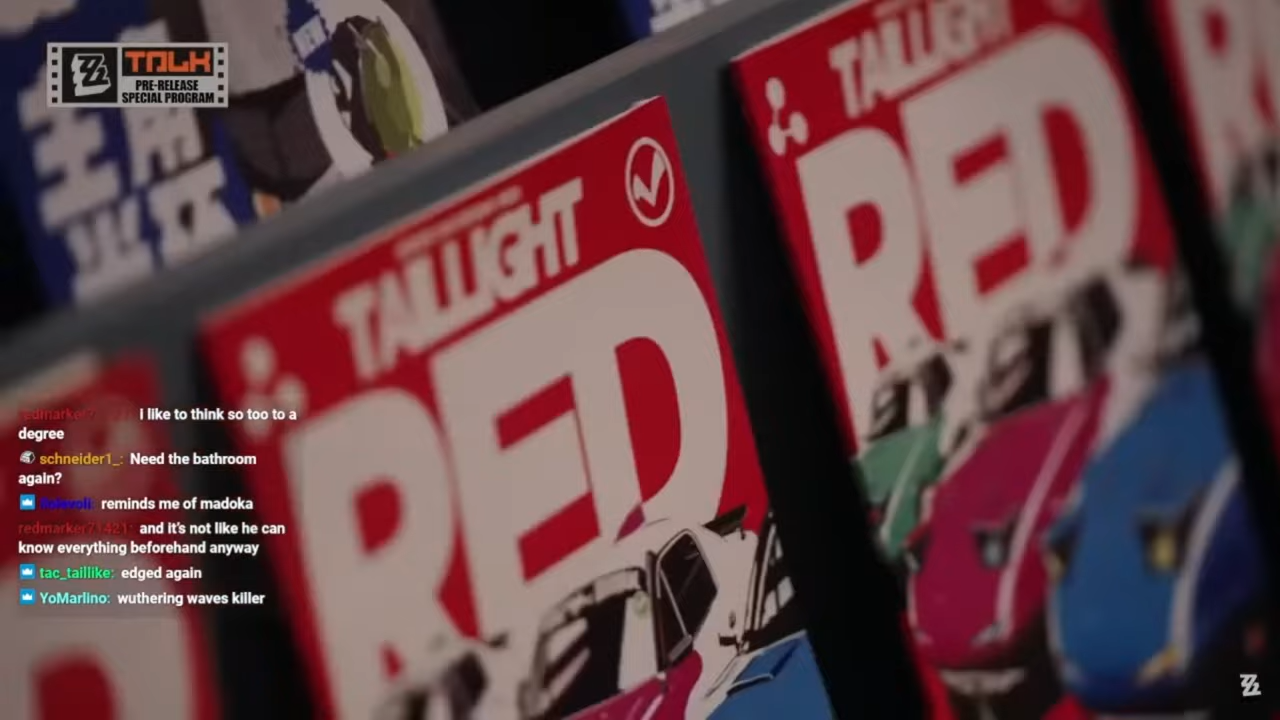 TALK
PRE-RELEASE
SPECIAL PROGRAM
NEW
TAILLIGHT
RED
TAILLIGHT
RED
I like to think so too to a
degree
schneider1_: Need the bathroom
again?
reminds me of madoka
redmarker71421: and it's not like he can
know everything beforehand anyway
tac_taillike: edged again
YoMarlino: wuthering waves killer